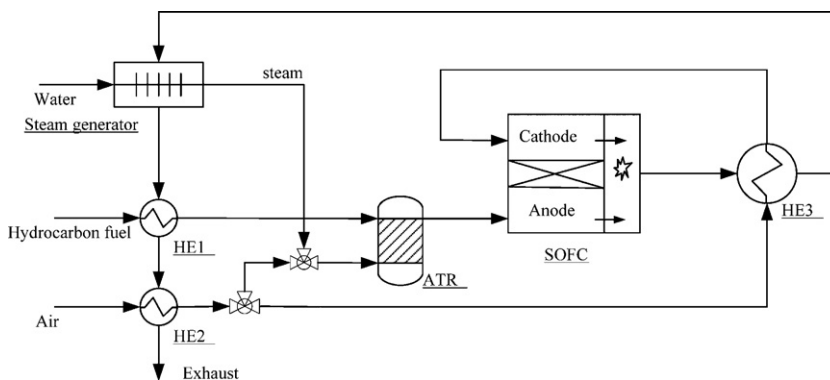 steam
Water
Steam generator
Cathode
Anode
SOFC
HE3
Hydrocarbon fuel
HE1
ATR
Air
HE2
Exhaust